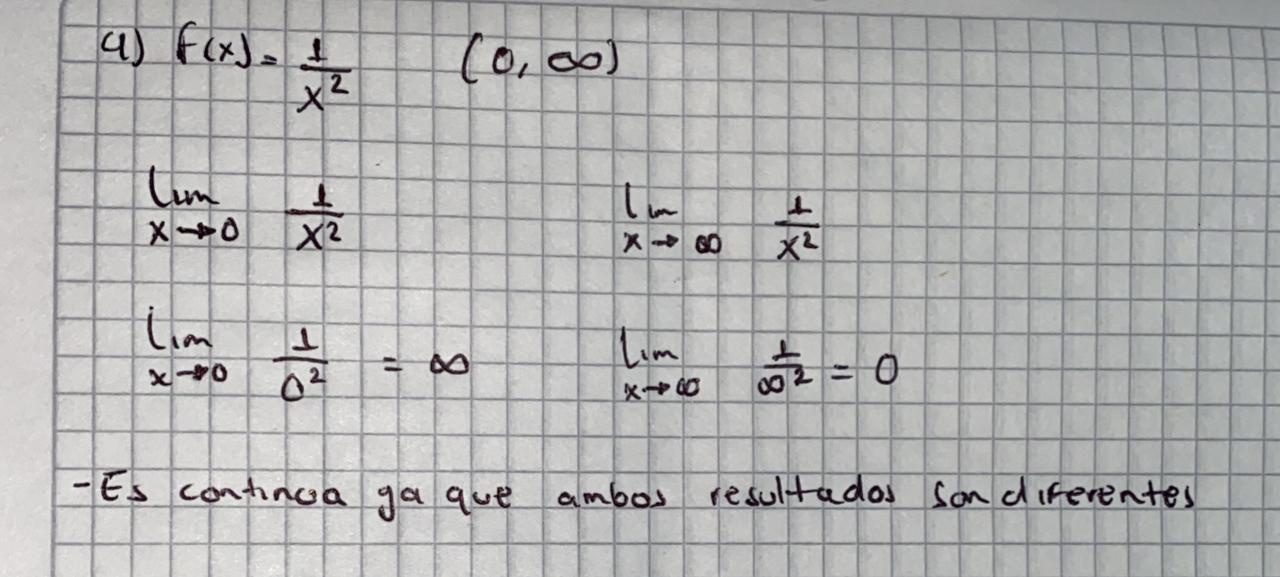 a) f(x) = 1/x² (0, ∞)
lim x→0 1/x² lim x→∞ 1/x²
lim x→0 1/0² = ∞ lim x→∞ 1/∞² = 0
- Es continua ya que ambos resultados son diferentes